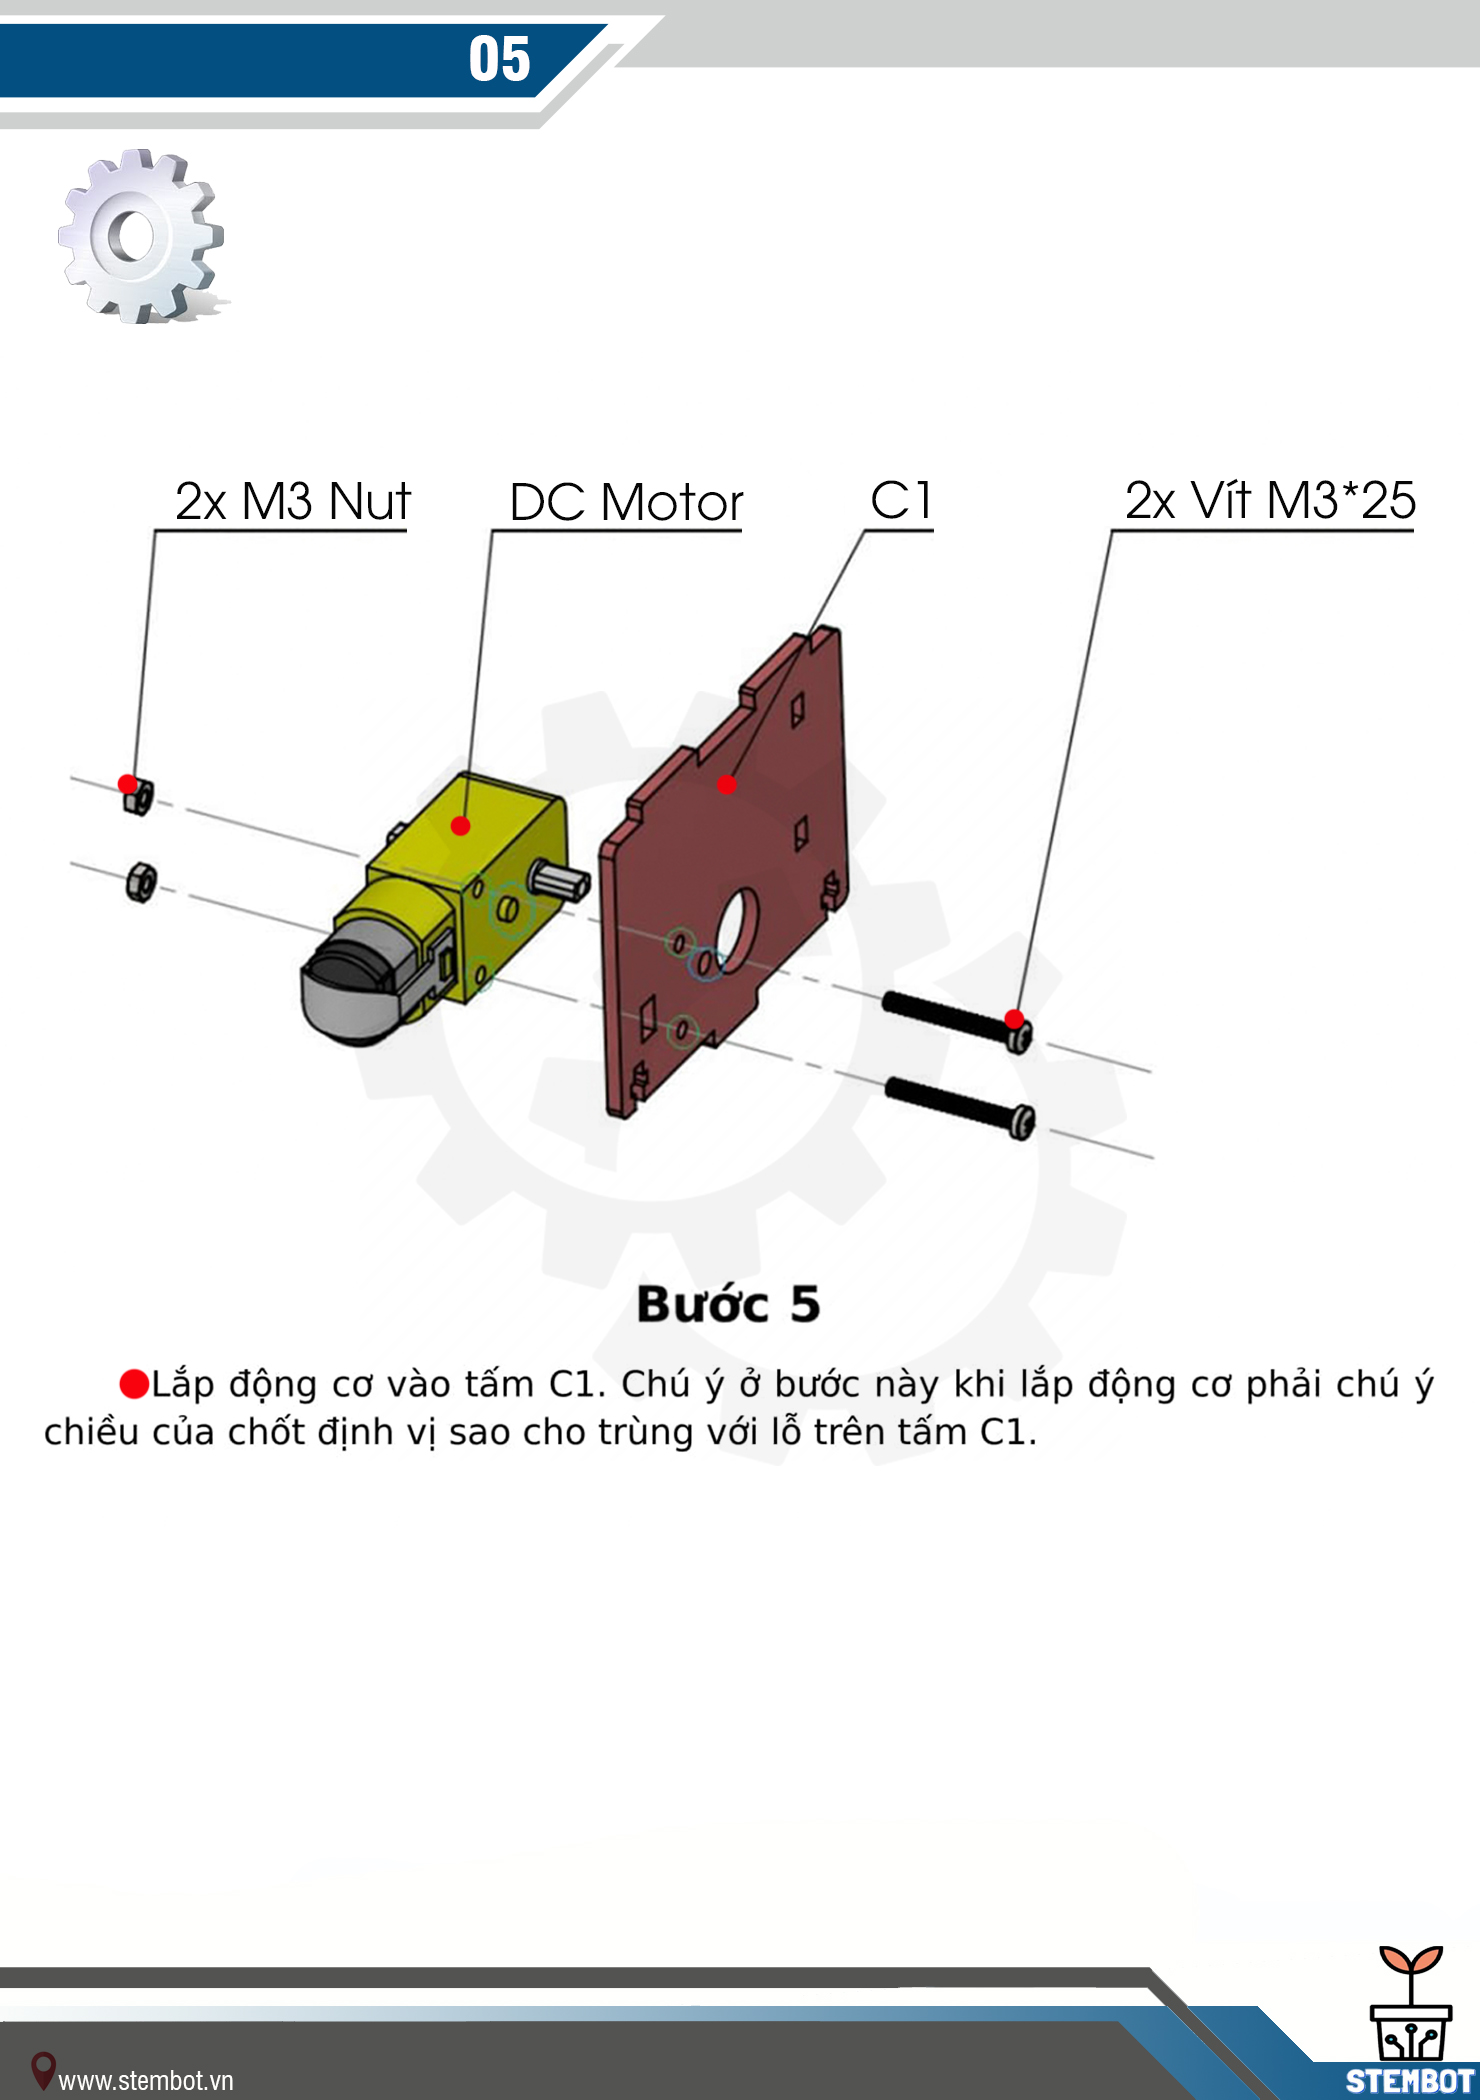 05
2x M3 Nut
DC Motor
C1
2x Vít M3*25
Bước 5
Lắp động cơ vào tấm C1. Chú ý ở bước này khi lắp động cơ phải chú ý
chiều của chốt định vị sao cho trùng với lỗ trên tấm C1.
www.stembot.vn
STEMBOT